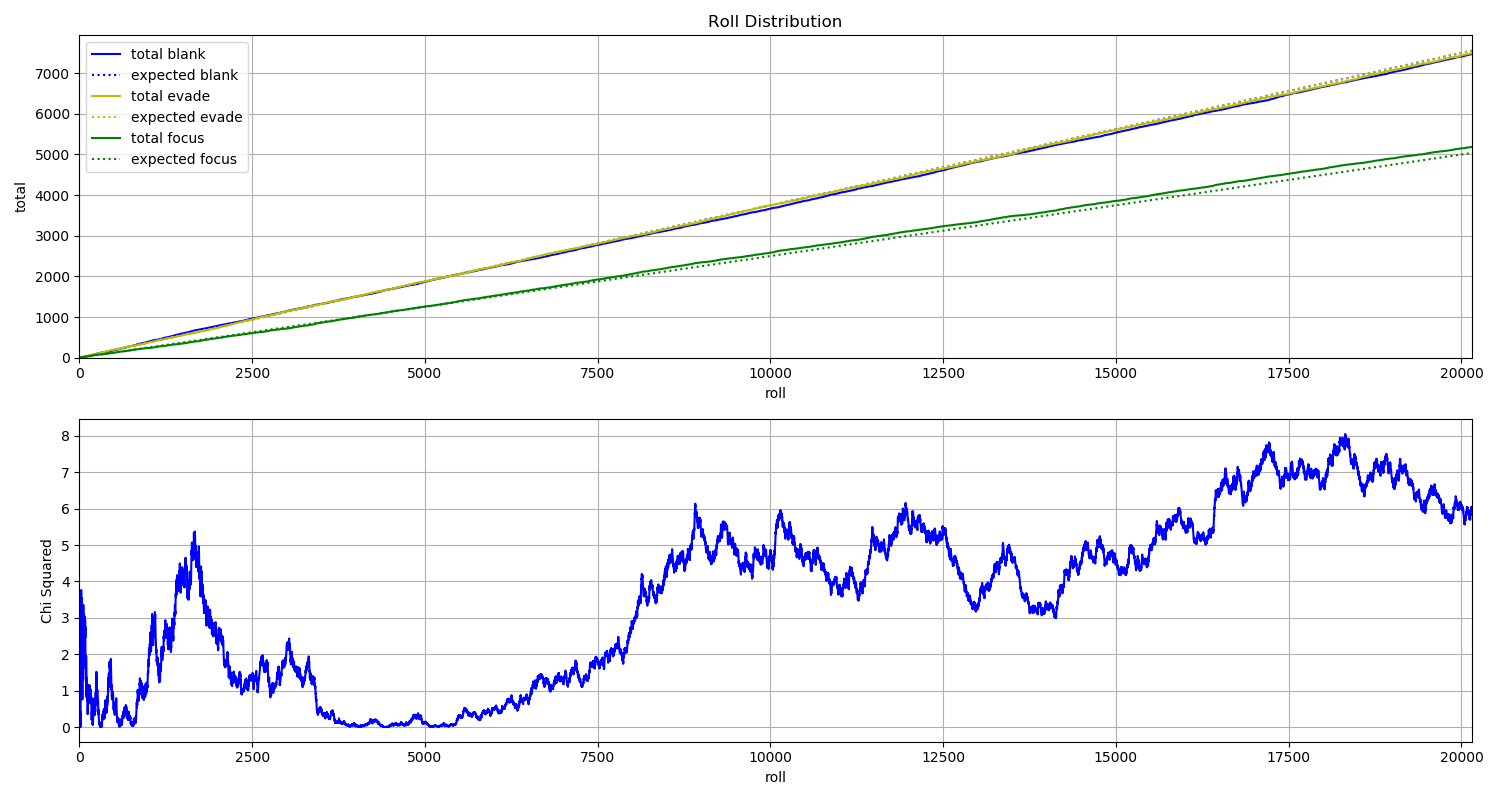 Roll Distribution
total blank
expected blank
total evade
expected evade
total focus
expected focus
total
7000
6000
5000
4000
3000
2000
1000
0
0 2500 5000 7500 10000 12500 15000 17500 20000
roll
Chi Squared
8
7
6
5
4
3
2
1
0
0 2500 5000 7500 10000 12500 15000 17500 20000
roll